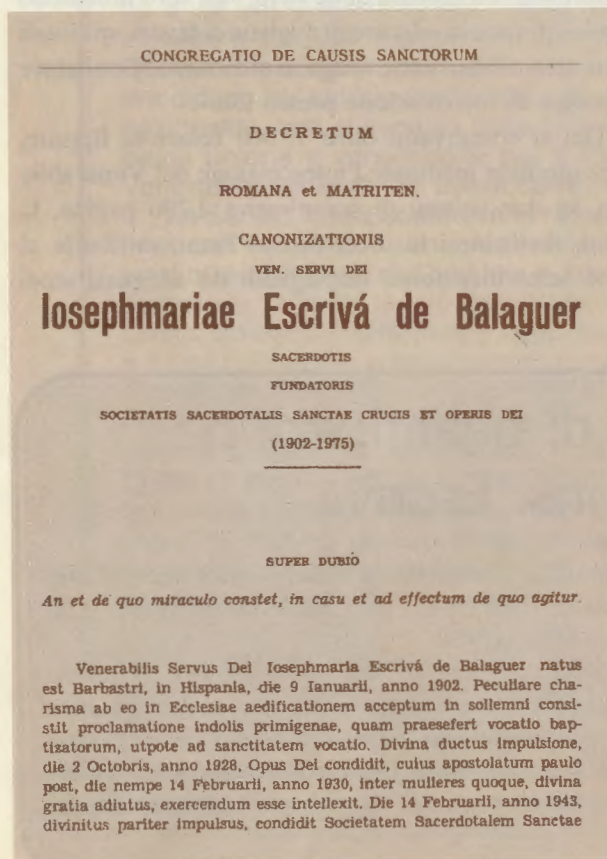 CONGREGATIO DE CAUSIS SANCTORUM
DECRETUM
ROMANA et MATRITEN.
CANONIZATIONIS
VEN. SERVI DEI
Iosephmariae Escrivá de Balaguer
SACERDOTIS
FUNDATORIS
SOCIETATIS SACERDOTALIS SANCTAE CRUCIS ET OPERIS DEI
(1902-1975)
SUPER DUBIO
An et de quo miraculo constet, in casu et ad effectum de quo agitur.
Venerabilis Servus Dei Iosephmaria Escrivá de Balaguer natus
est Barbastri, in Hispania, die 9 Ianuarii, anno 1902. Peculiare cha-
risma ab eo in Ecclesiae aedificationem acceptum in sollemni consi-
stit proclamatione indolis primigenae, quam praesefert vocatio bap-
tizatorum, utpote ad sanctitatem vocatio. Divina ductus impulsione,
die 2 Octobris, anno 1928, Opus Dei condidit, cuius apostolatum paulo
post, die nempe 14 Februarii, anno 1930, inter mulieres quoque, divina
gratia adiutus, exercendum esse intellexit. Die 14 Februarii, anno 1943,
divinitus pariter impulsus, condidit Societatem Sacerdotalem Sanctae